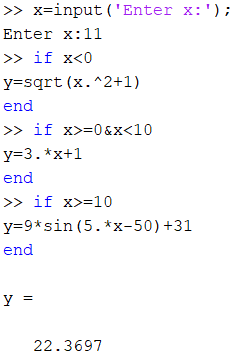 >> x=input('Enter x:');
Enter x:11
>> if x<0
y=sqrt(x.^2+1)
end
>> if x>=0&x<10
y=3.*x+1
end
>> if x>=10
y=9*sin(5.*x-50)+31
end
y =
22.3697